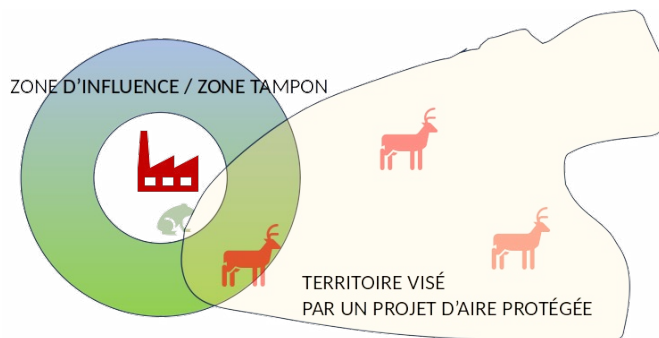 ZONE D'INFLUENCE / ZONE TAMPON
TERRITOIRE VISÉ
PAR UN PROJET D'AIRE PROTÉGÉE